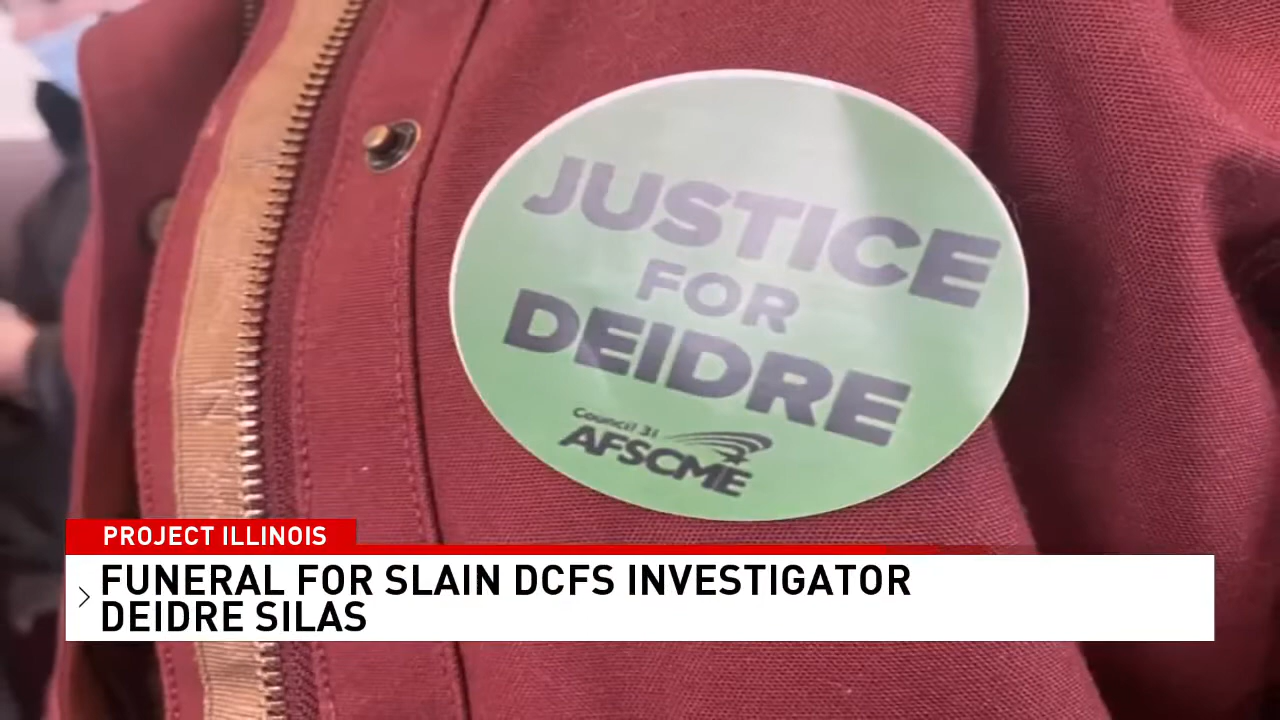 JUSTICE
FOR
DEIDRE
Council 31
AFSCME
PROJECT ILLINOIS
FUNERAL FOR SLAIN DCFS INVESTIGATOR
DEIDRE SILAS